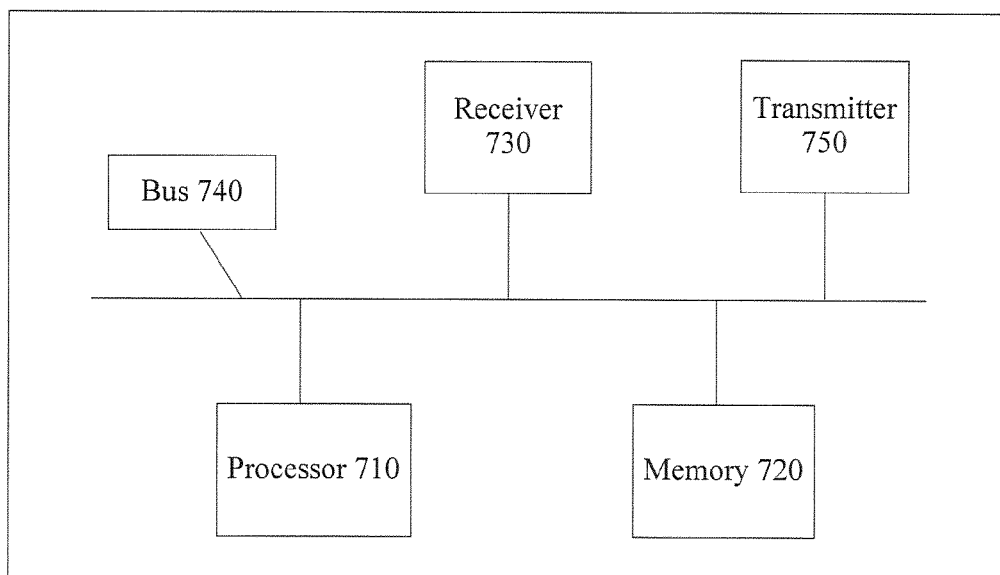 Receiver
730
Transmitter
750
Bus 740
Processor 710
Memory 720